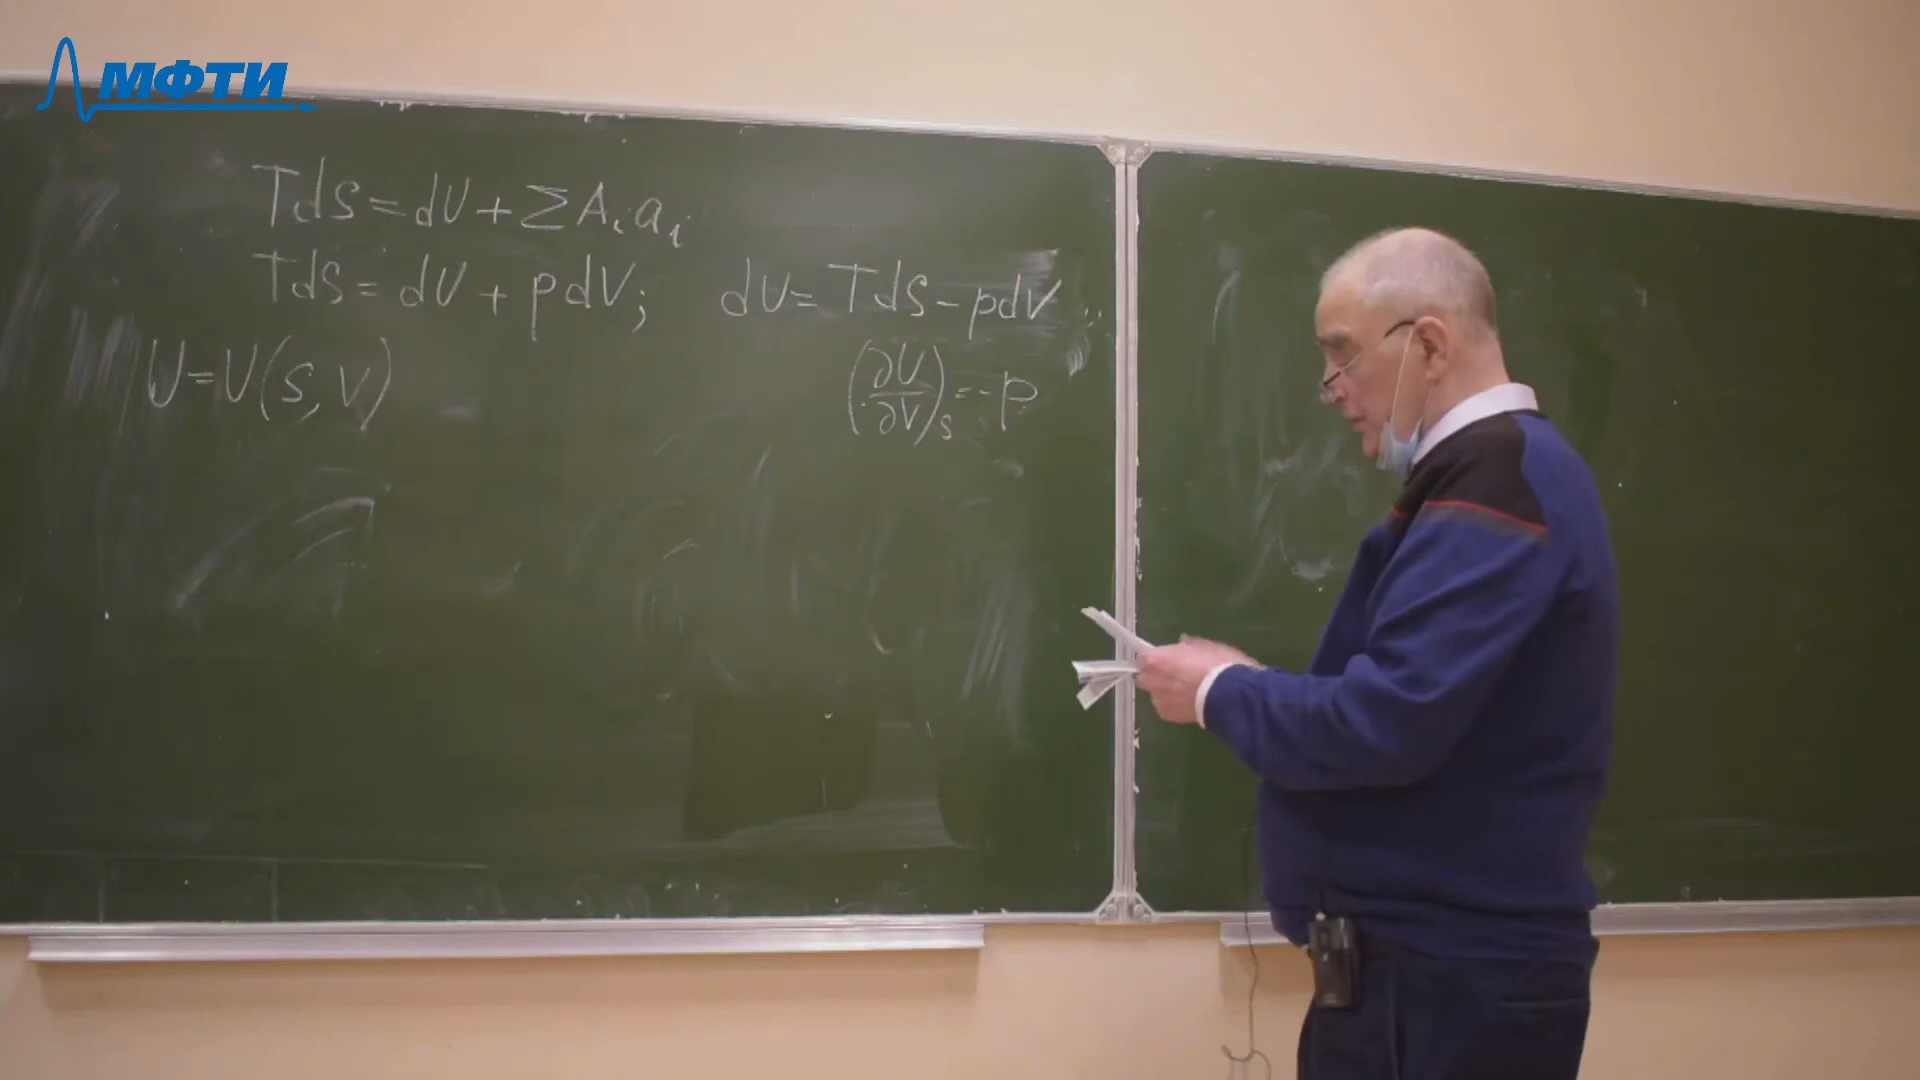 МФТИ
TdS = dU + ΣA_i a_i
TdS = dU + pdV; dU = TdS - pdV
U = U(S, V) (∂U/∂V)_S = -p